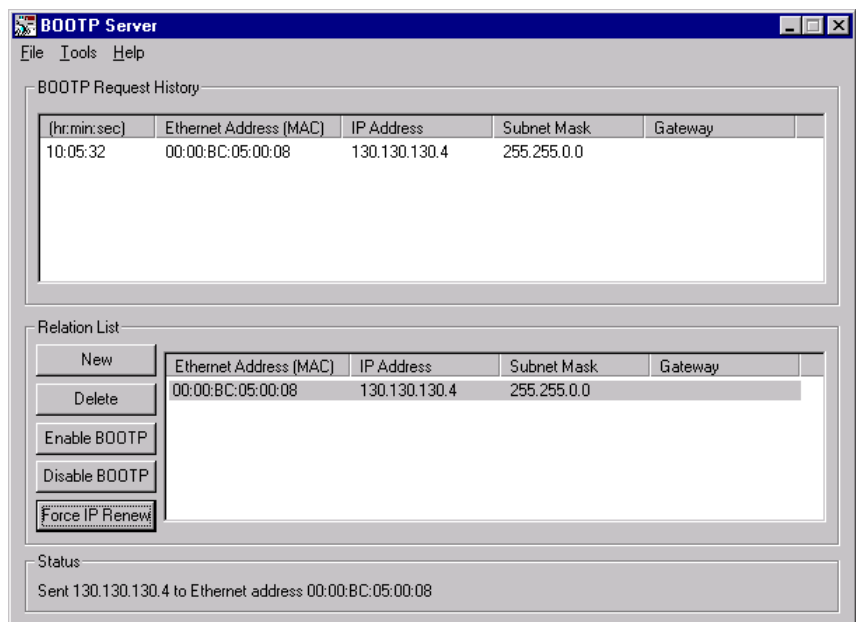 BOOTP Server
File Tools Help
BOOTP Request History
(hr:min:sec) Ethernet Address (MAC) IP Address Subnet Mask Gateway
10:05:32 00:00:BC:05:00:08 130.130.130.4 255.255.0.0
Relation List
New
Delete
Enable BOOTP
Disable BOOTP
Force IP Renew
Ethernet Address (MAC) IP Address Subnet Mask Gateway
00:00:BC:05:00:08 130.130.130.4 255.255.0.0
Status
Sent 130.130.130.4 to Ethernet address 00:00:BC:05:00:08